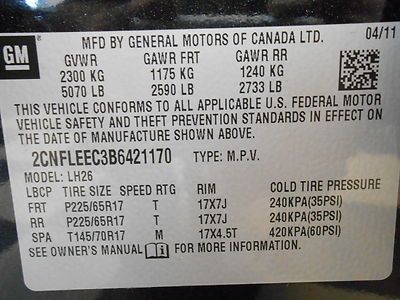 GM
MFD BY GENERAL MOTORS OF CANADA LTD. 04/11
GVWR GAWR FRT GAWR RR
2300 KG 1175 KG 1240 KG
5070 LB 2590 LB 2733 LB
THIS VEHICLE CONFORMS TO ALL APPLICABLE U.S. FEDERAL MOTOR
VEHICLE SAFETY AND THEFT PREVENTION STANDARDS IN EFFECT ON
THE DATE OF MANUFACTURE SHOWN ABOVE.
2CNFLEEC3B6421170 TYPE: M.P.V.
MODEL: LH26
LBCP TIRE SIZE SPEED RTG RIM COLD TIRE PRESSURE
FRT P225/65R17 T 17X7J 240KPA(35PSI)
RR P225/65R17 T 17X7J 240KPA(35PSI)
SPA T145/70R17 M 17X4.5T 420KPA(60PSI)
SEE OWNER'S MANUAL FOR MORE INFORMATION.